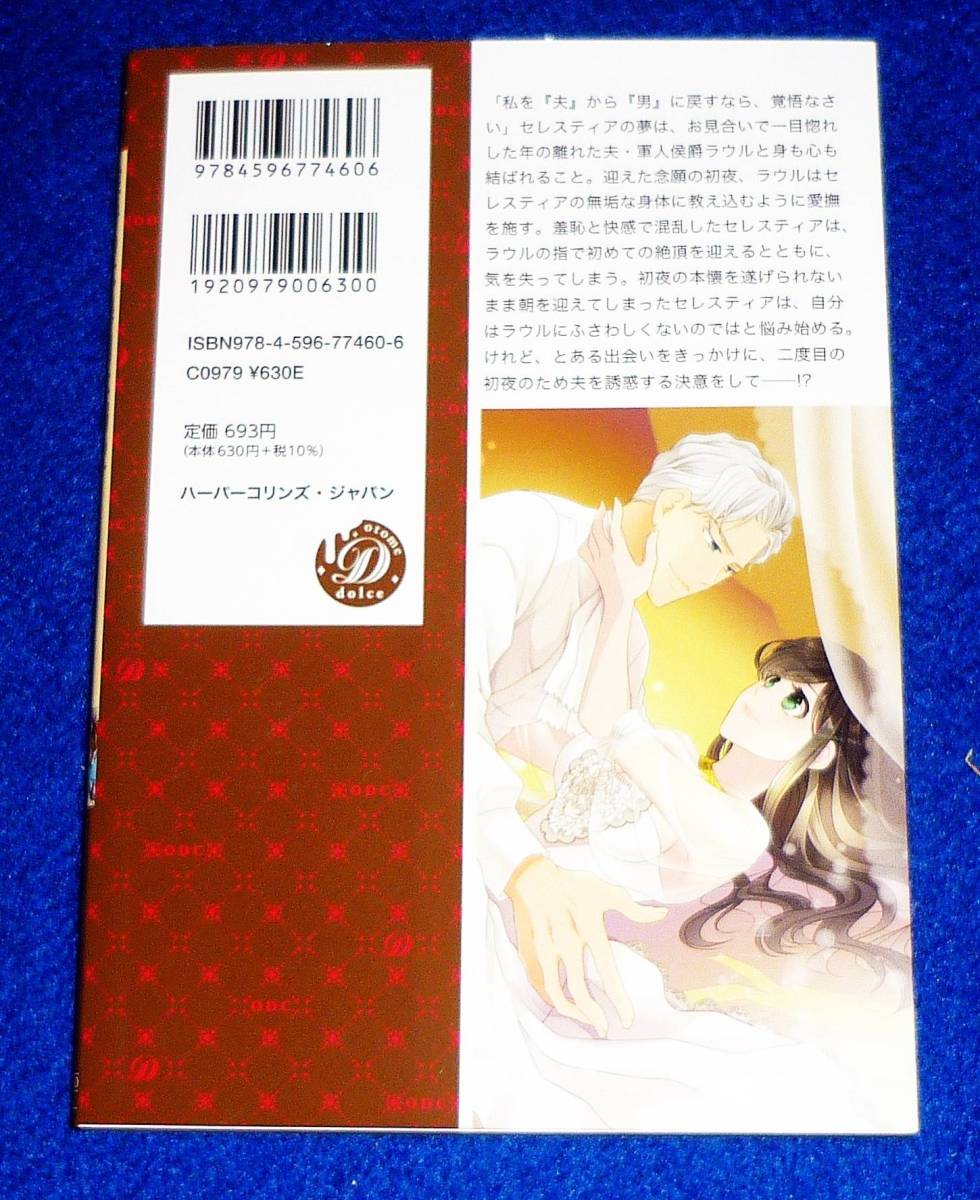 9784596774606
1920979006300
ISBN978-4-596-77460-6
C0979 ¥630E
定価 693円
(本体630円+税10%)
ハーパーコリンズ・ジャパン
otome
D
dolce
「私を『夫』から『男』に戻すなら、覚悟なさ
い」セレスティアの夢は、お見合いで一目惚れ
した年の離れた夫・軍人侯爵ラウルと身も心も
結ばれること。迎えた念願の初夜、ラウルはセ
レスティアの無垢な身体に教え込むように愛撫
を施す。羞恥と快感で混乱したセレスティアは、
ラウルの指で初めての絶頂を迎えるとともに、
気を失ってしまう。初夜の本懐を遂げられない
まま朝を迎えてしまったセレスティアは、自分
はラウルにふさわしくないのではと悩み始める。
けれど、とある出会いをきっかけに、二度目の
初夜のため夫を誘惑する決意をして――!?
D
D
ODC
ODC
D
ODC
D
ODC